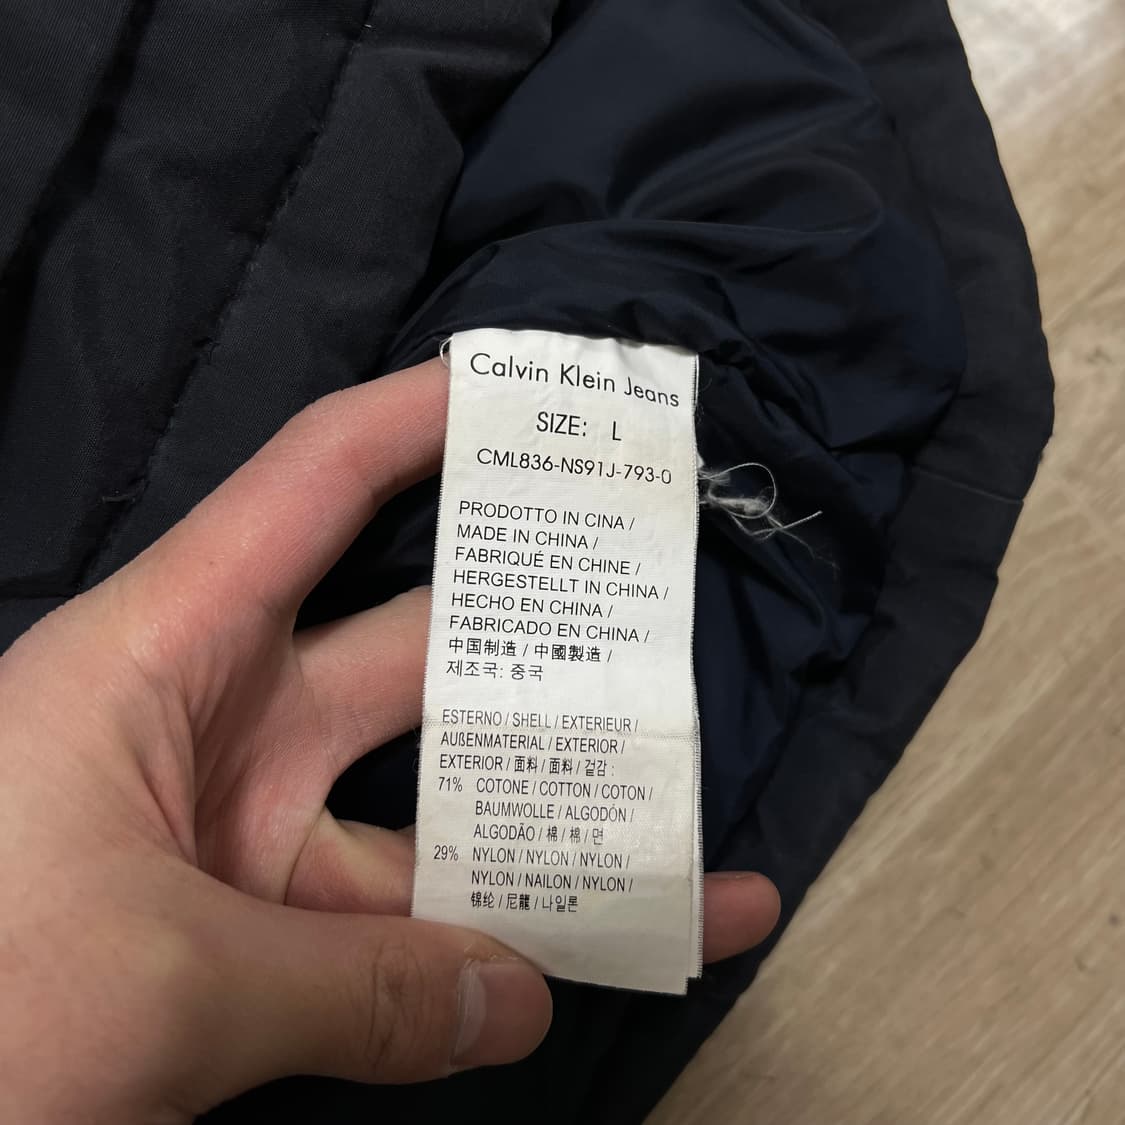 Calvin Klein Jeans
SIZE: L
CML836-NS91J-793-0
PRODOTTO IN CINA /
MADE IN CHINA /
FABRIQUÉ EN CHINE /
HERGESTELLT IN CHINA /
HECHO EN CHINA /
FABRICADO EN CHINA /
中国制造 / 中國製造 /
제조국: 중국
ESTERNO / SHELL / EXTERIEUR /
AUßENMATERIAL / EXTERIOR /
EXTERIOR / 面料 / 面料 / 겉감 :
71% COTONE / COTTON / COTON /
BAUMWOLLE / ALGODÓN /
ALGODÃO / 棉 / 棉 / 면
29% NYLON / NYLON / NYLON /
NYLON / NAILON / NYLON /
锦纶 / 尼龍 / 나일론